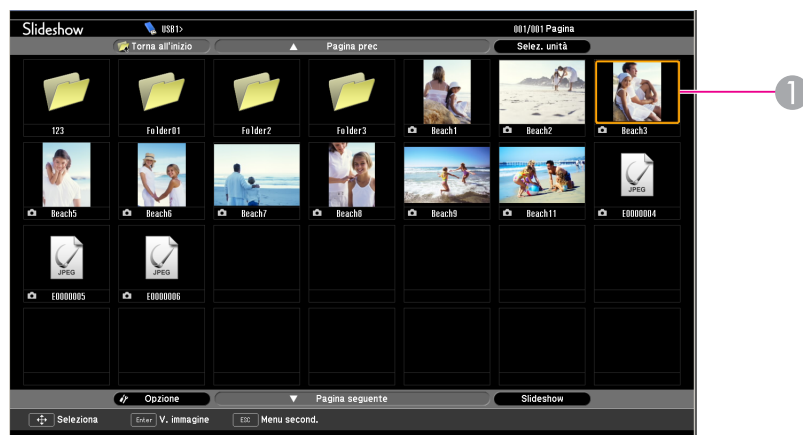 Slideshow USB1> 001/001 Pagina
Torna all'inizio ▲ Pagina prec Selez. unità
123 Folder01 Folder2 Folder3 Beach1 Beach2 Beach3
1
JPEG
Beach5 Beach6 Beach7 Beach8 Beach9 Beach11 E0000004
JPEG JPEG
E0000005 E0000006
Opzione ▼ Pagina seguente Slideshow
Seleziona Enter V. immagine ESC Menu second.